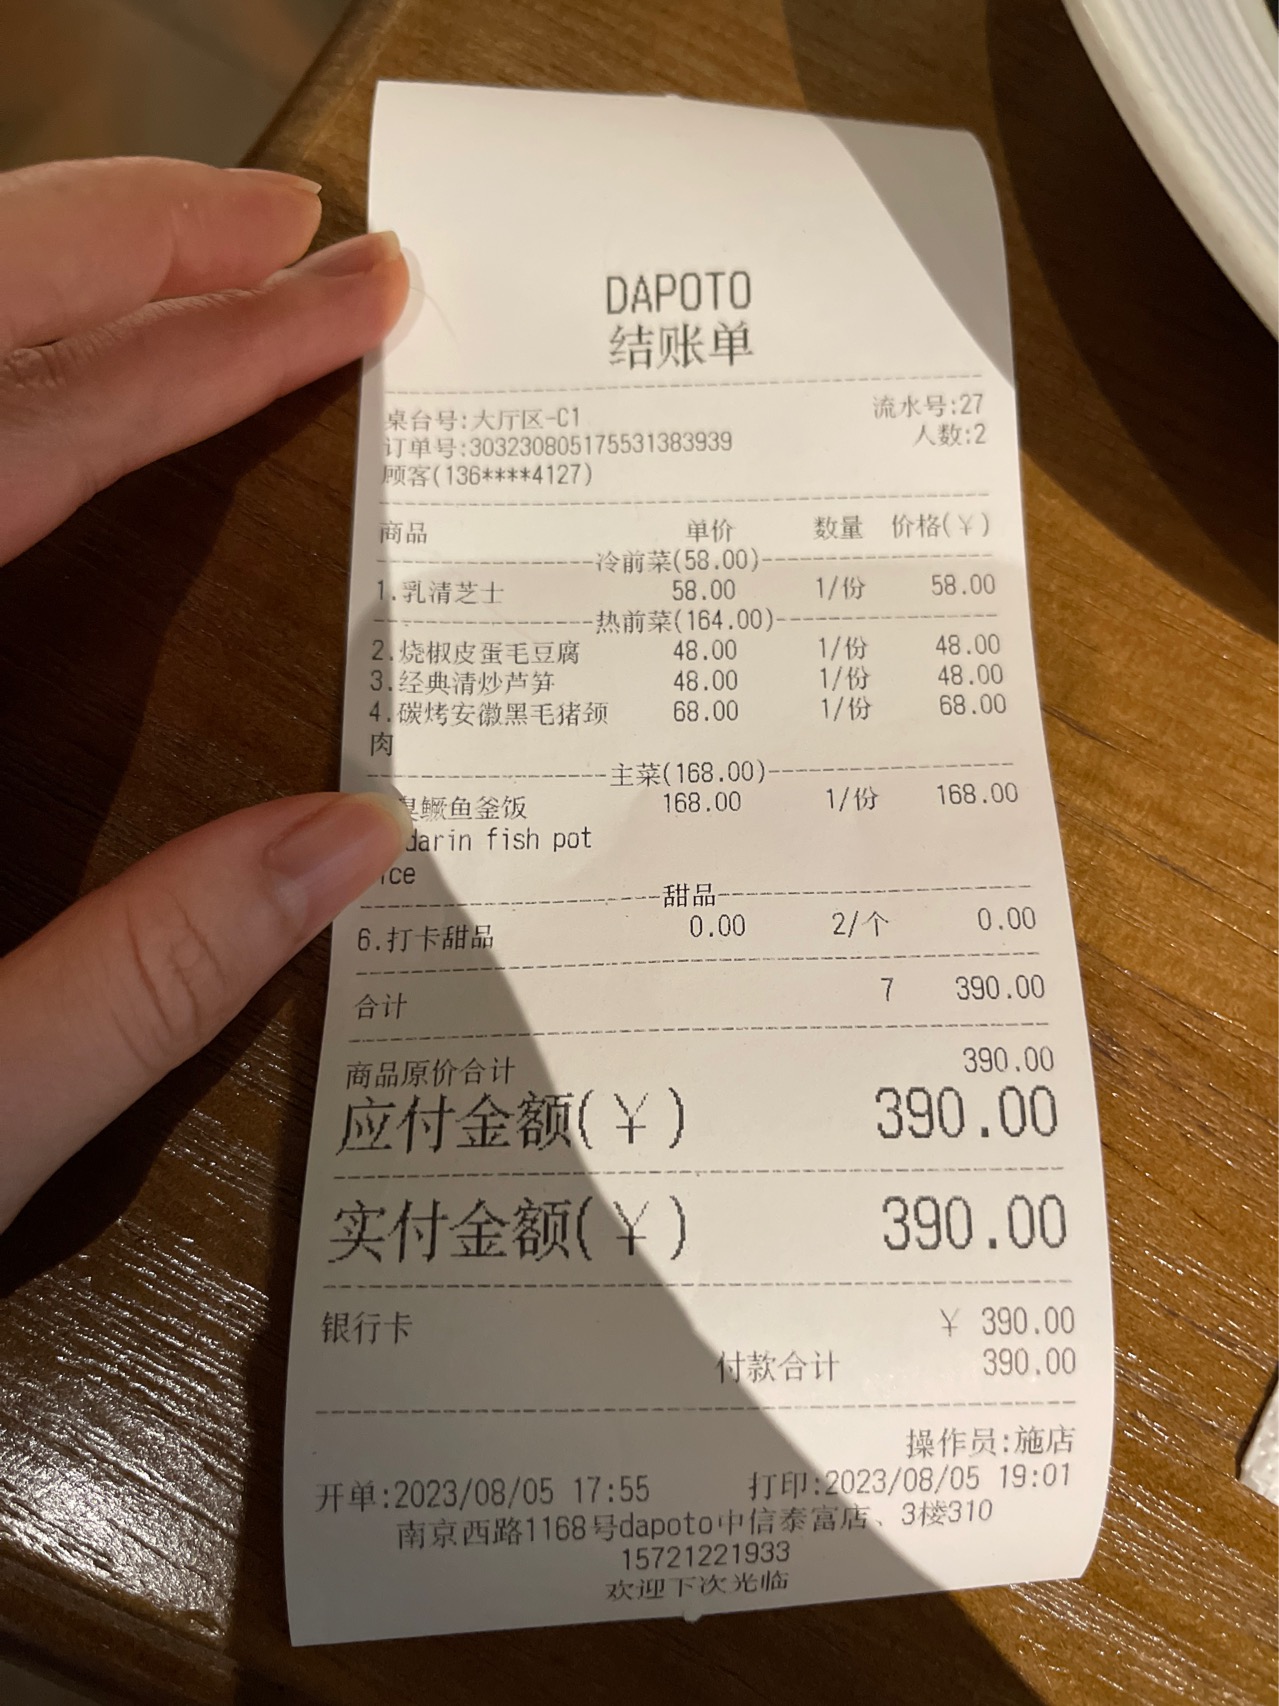 DAPOTO
结账单
桌台号:大厅区-C1 流水号:27
订单号:303230805175531383939 人数:2
顾客(136****4127)
商品 单价 数量 价格(¥)
冷前菜(58.00)
1.乳清芝士 58.00 1/份 58.00
热前菜(164.00)
2.烧椒皮蛋毛豆腐 48.00 1/份 48.00
3.经典清炒芦笋 48.00 1/份 48.00
4.碳烤安徽黑毛猪颈 68.00 1/份 68.00
肉
主菜(168.00)
臭鳜鱼釜饭 168.00 1/份 168.00
darin fish pot
ice
甜品
6.打卡甜品 0.00 2/个 0.00
合计 7 390.00
商品原价合计 390.00
应付金额(¥) 390.00
实付金额(¥) 390.00
银行卡 ¥ 390.00
付款合计 390.00
操作员:施店
开单:2023/08/05 17:55 打印:2023/08/05 19:01
南京西路1168号dapoto中信泰富店、3楼310
15721221933
欢迎下次光临